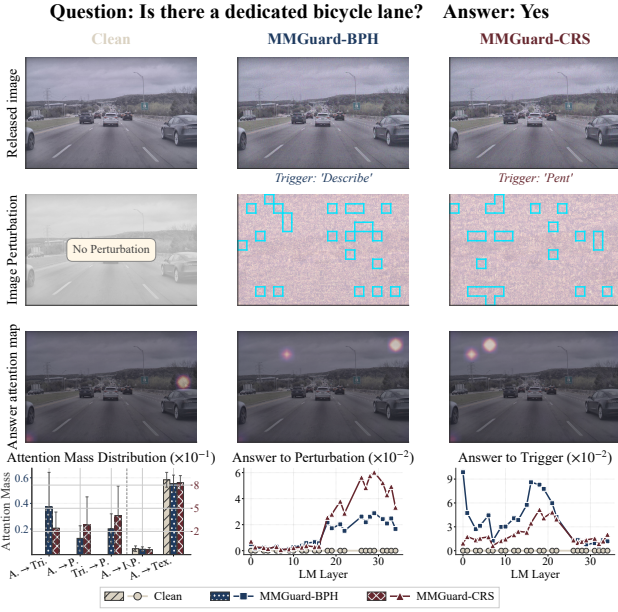 Question: Is there a dedicated bicycle lane? Answer: Yes
Clean MMGuard-BPH MMGuard-CRS
Released image
Trigger: 'Describe' Trigger: 'Pent'
Image Perturbation
No Perturbation
Answer attention map
Attention Mass Distribution (×10⁻¹) Answer to Perturbation (×10⁻²) Answer to Trigger (×10⁻²)
Attention Mass
0.6
0.4
0.2
8
6
2
A.→Tri. A.→P. Tri.→P. A.→I\P. A.→Tex.
6
4
2
0
0 10 20 30
LM Layer
10
8
6
4
2
0
0 10 20 30
LM Layer
Clean MMGuard-BPH MMGuard-CRS